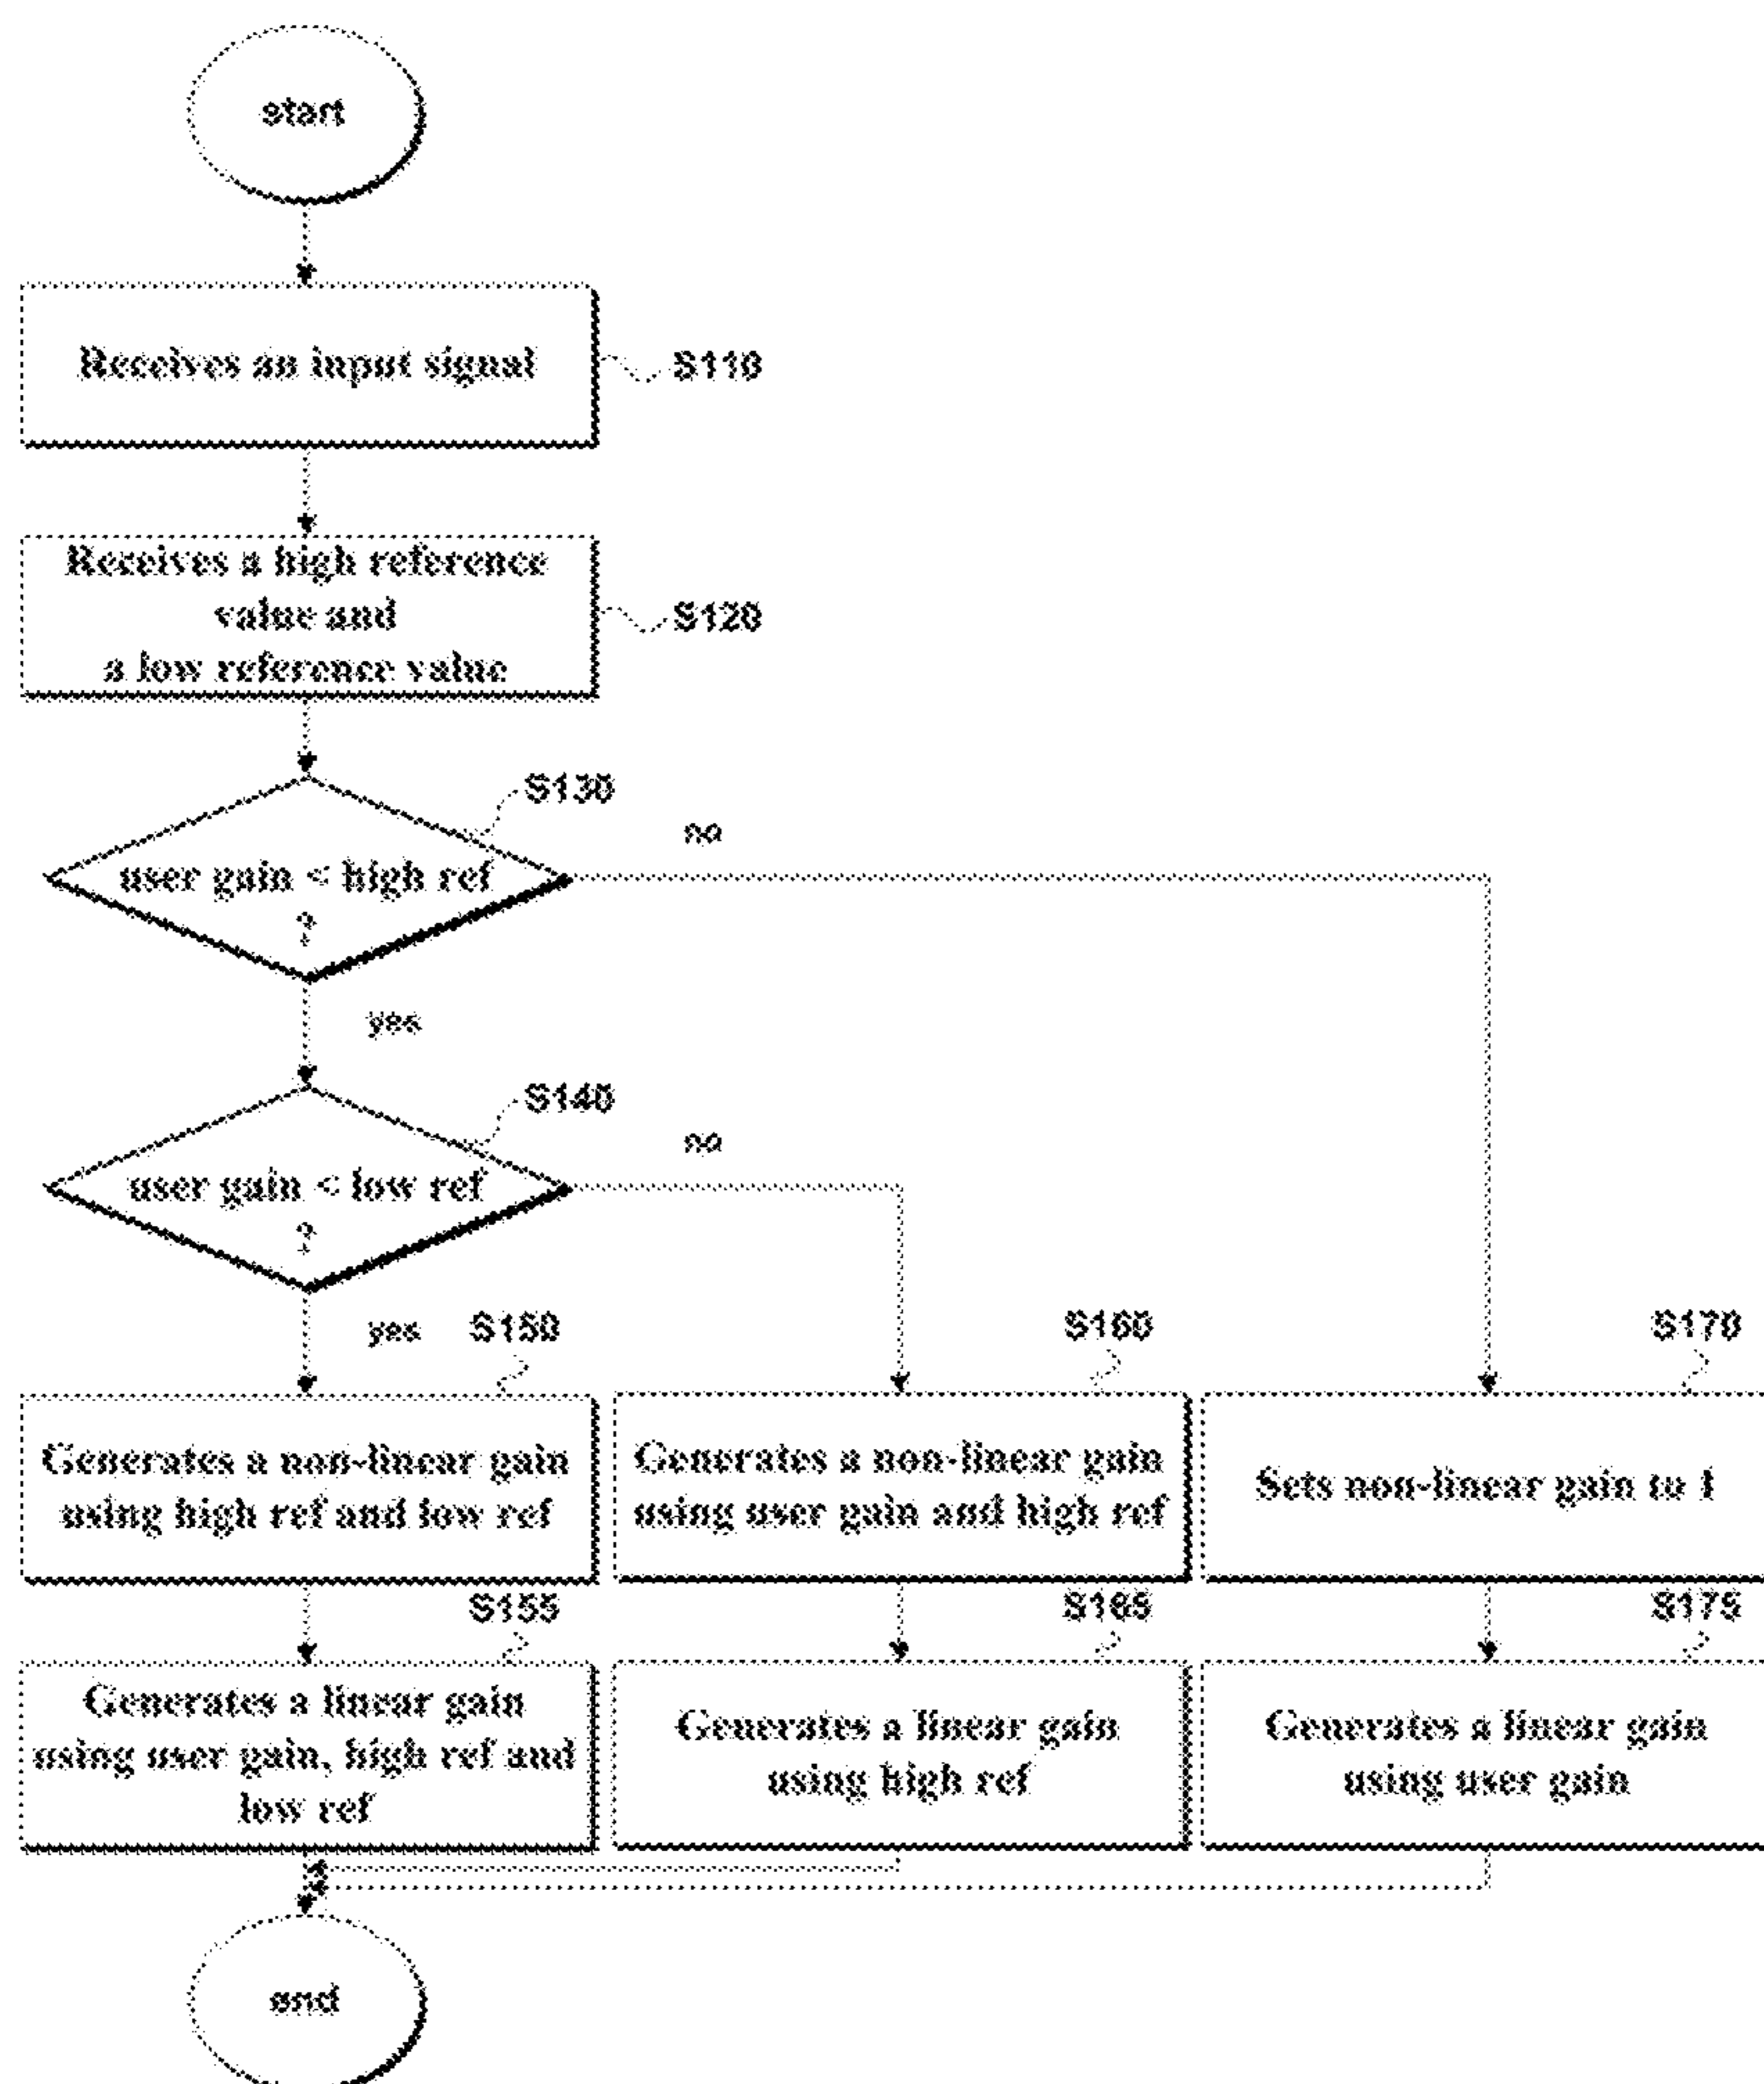 start
Receives an input signal
S110
Receives a high reference
value and
a low reference value
S120
S130
user gain < high ref
?
no
yes
S140
user gain < low ref
?
no
yes
S150
S160
S170
Generates a non-linear gain
using high ref and low ref
Generates a non-linear gain
using user gain and high ref
Sets non-linear gain to 1
S155
S165
S175
Generates a linear gain
using user gain, high ref and
low ref
Generates a linear gain
using high ref
Generates a linear gain
using user gain
end